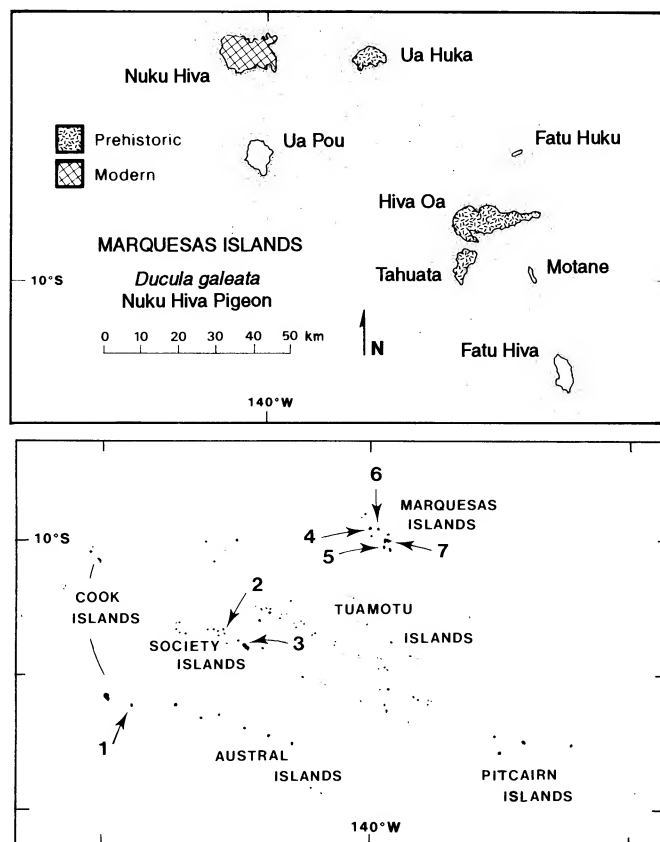 Nuku Hiva
Ua Huka
Prehistoric
Modern
Ua Pou
Fatu Huku
Hiva Oa
MARQUESAS ISLANDS
Ducula galeata
Nuku Hiva Pigeon
10°S
Tahuata
Motane
0 10 20 30 40 50 km
N
Fatu Hiva
140°W
6
MARQUESAS
ISLANDS
10°S
4
5
7
COOK
ISLANDS
2
TUAMOTU
ISLANDS
SOCIETY
ISLANDS
3
1
AUSTRAL
ISLANDS
PITCAIRN
ISLANDS
140°W